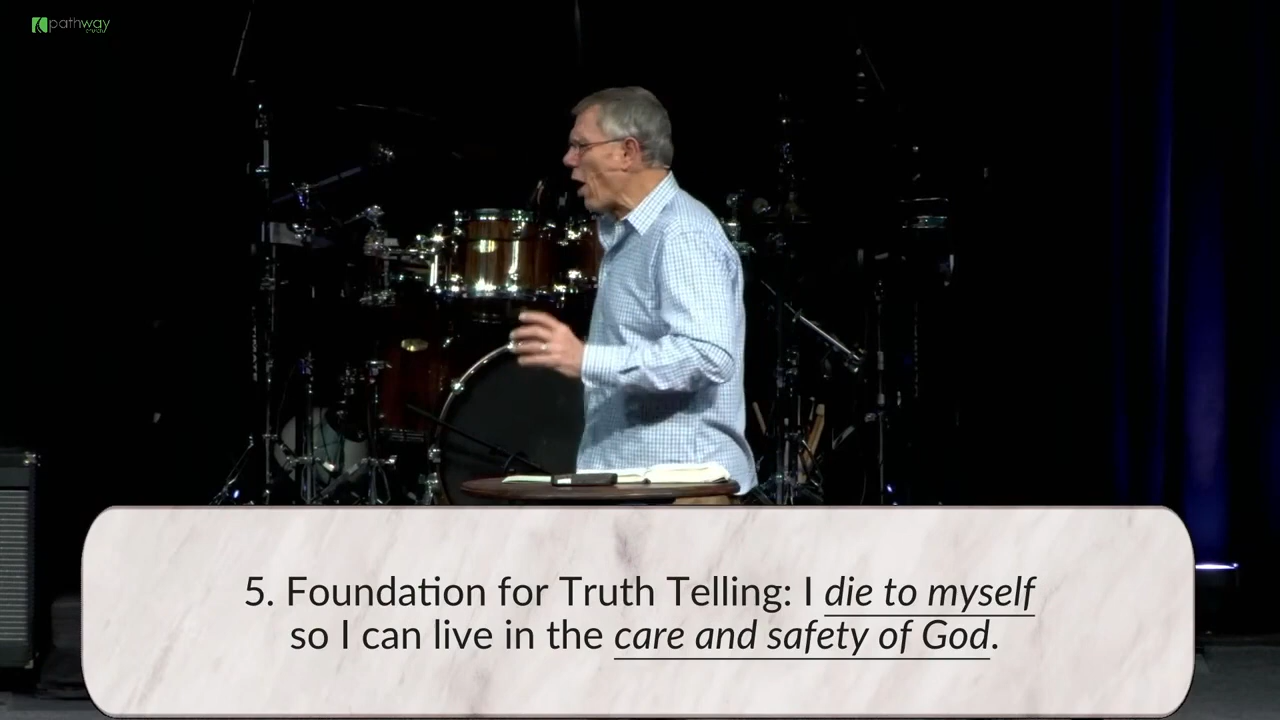 pathway
church
5. Foundation for Truth Telling: I die to myself
so I can live in the care and safety of God.